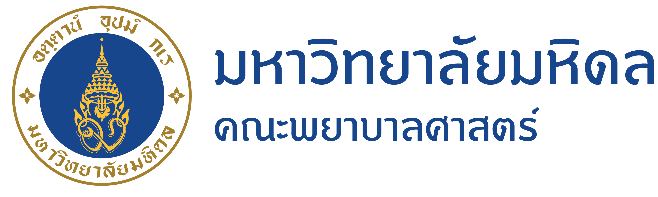 อตฺตานํ อุปมํ กเร
มหาวิทยาลัยมหิดล
มหาวิทยาลัยมหิดล
คณะพยาบาลศาสตร์